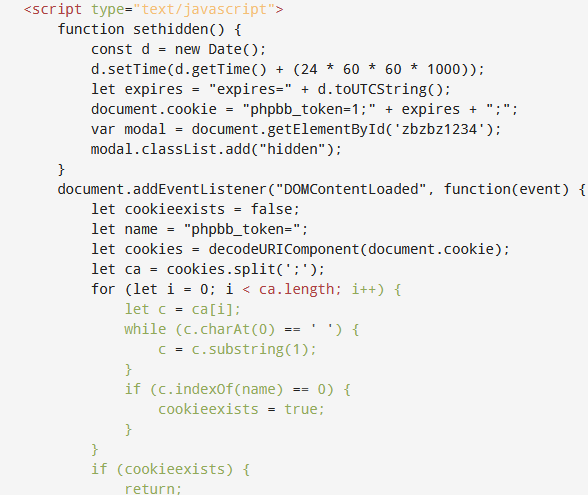 <script type="text/javascript">
function sethidden() {
const d = new Date();
d.setTime(d.getTime() + (24 * 60 * 60 * 1000));
let expires = "expires=" + d.toUTCString();
document.cookie = "phpbb_token=1;" + expires + ";";
var modal = document.getElementById('zbzbz1234');
modal.classList.add("hidden");
}
document.addEventListener("DOMContentLoaded", function(event) {
let cookieexists = false;
let name = "phpbb_token=";
let cookies = decodeURIComponent(document.cookie);
let ca = cookies.split(';');
for (let i = 0; i < ca.length; i++) {
let c = ca[i];
while (c.charAt(0) == ' ') {
c = c.substring(1);
}
if (c.indexOf(name) == 0) {
cookieexists = true;
}
}
if (cookieexists) {
return;